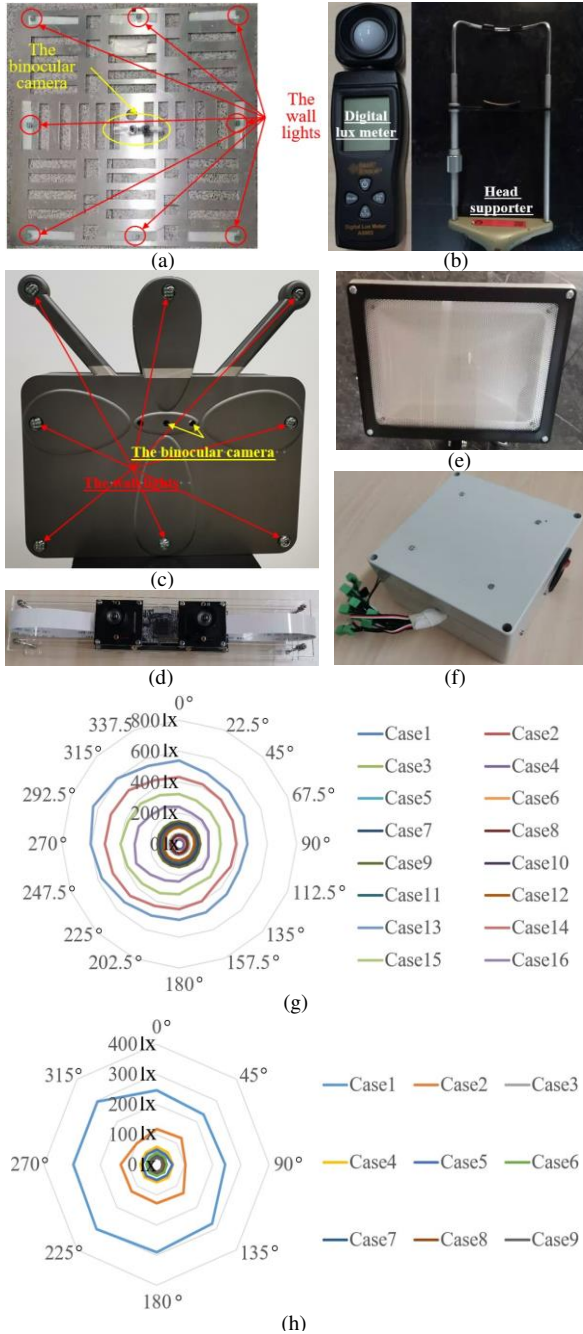 The
binocular
camera
The
wall
lights
(a)
Digital
lux meter
Digital Lux Meter
Head
supporter
(b)
The binocular camera
The wall lights
(c)
(d)
(e)
(f)
0°
337.5°
800 lx
22.5°
315°
600 lx
45°
292.5°
400 lx
67.5°
200 lx
270°
0 lx
90°
247.5°
112.5°
225°
135°
202.5°
157.5°
180°
Case1
Case2
Case3
Case4
Case5
Case6
Case7
Case8
Case9
Case10
Case11
Case12
Case13
Case14
Case15
Case16
(g)
0°
400 lx
315°
300 lx
45°
200 lx
100 lx
270°
0 lx
90°
225°
135°
180°
Case1
Case2
Case3
Case4
Case5
Case6
Case7
Case8
Case9
(h)